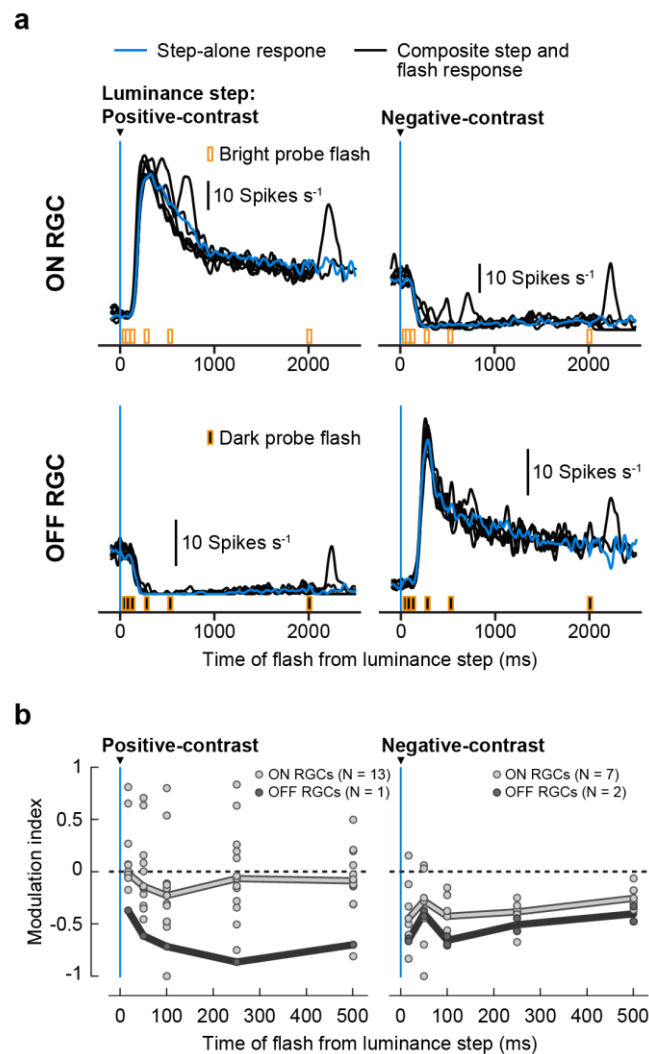 a
Step-alone respone
Composite step and
flash response
Luminance step:
Positive-contrast
Negative-contrast
Bright probe flash
10 Spikes s⁻¹
10 Spikes s⁻¹
ON RGC
0 1000 2000
0 1000 2000
Dark probe flash
10 Spikes s⁻¹
10 Spikes s⁻¹
OFF RGC
0 1000 2000
0 1000 2000
Time of flash from luminance step (ms)
b
Positive-contrast
Negative-contrast
ON RGCs (N = 13)
OFF RGCs (N = 1)
ON RGCs (N = 7)
OFF RGCs (N = 2)
Modulation index
1
0.5
0
-0.5
-1
0 100 200 300 400 500
0 100 200 300 400 500
Time of flash from luminance step (ms)